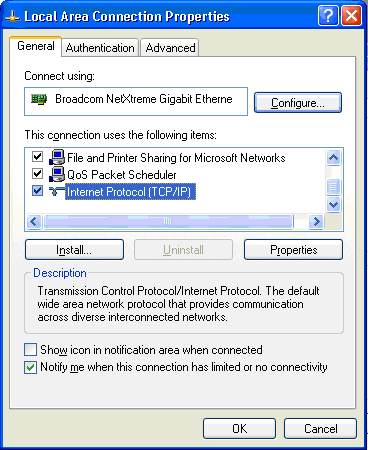 Local Area Connection Properties
General Authentication Advanced
Connect using:
Broadcom NetXtreme Gigabit Etherne
Configure...
This connection uses the following items:
File and Printer Sharing for Microsoft Networks
QoS Packet Scheduler
Internet Protocol (TCP/IP)
Install... Uninstall Properties
Description
Transmission Control Protocol/Internet Protocol. The default
wide area network protocol that provides communication
across diverse interconnected networks.
Show icon in notification area when connected
Notify me when this connection has limited or no connectivity
OK Cancel